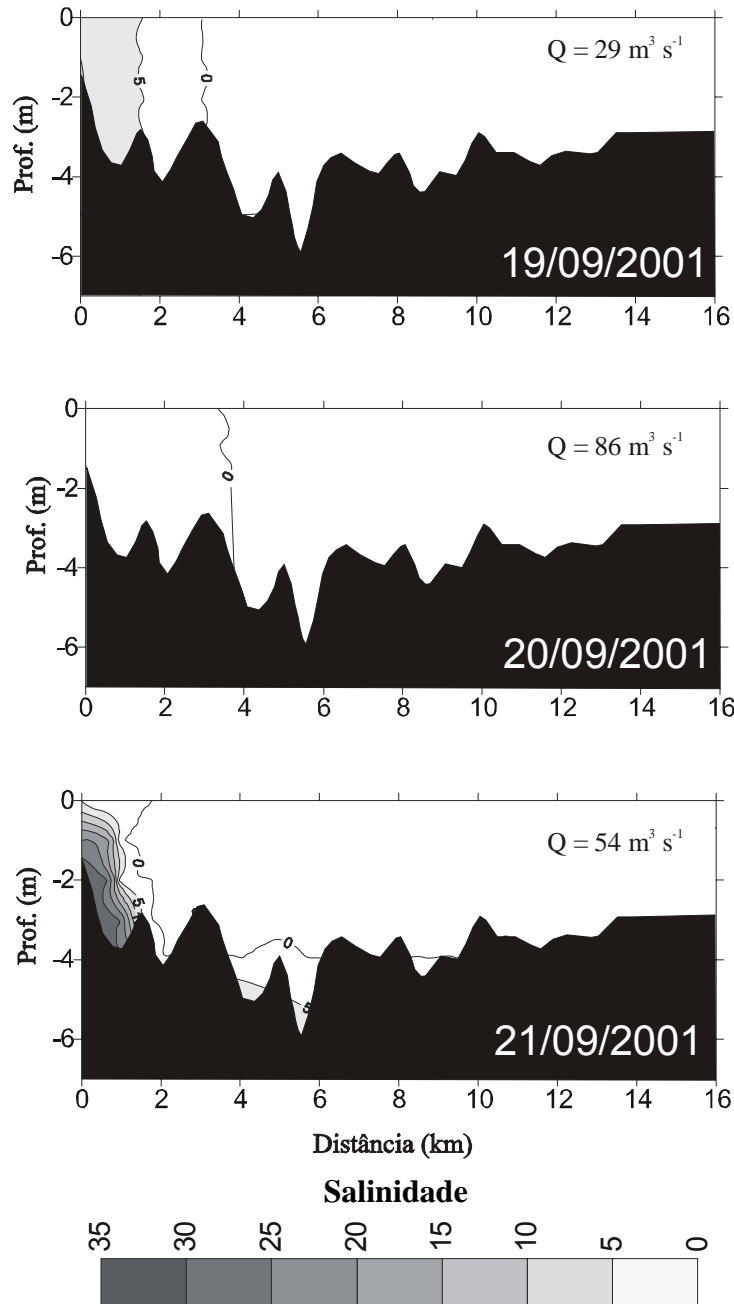 0
-2
-4
-6
Prof. (m)
5
0
Q = 29 m³ s⁻¹
19/09/2001
0 2 4 6 8 10 12 14 16
0
-2
-4
-6
Prof. (m)
0
Q = 86 m³ s⁻¹
20/09/2001
0 2 4 6 8 10 12 14 16
0
-2
-4
-6
Prof. (m)
0
5
0
5
Q = 54 m³ s⁻¹
21/09/2001
0 2 4 6 8 10 12 14 16
Distância (km)
Salinidade
35 30 25 20 15 10 5 0